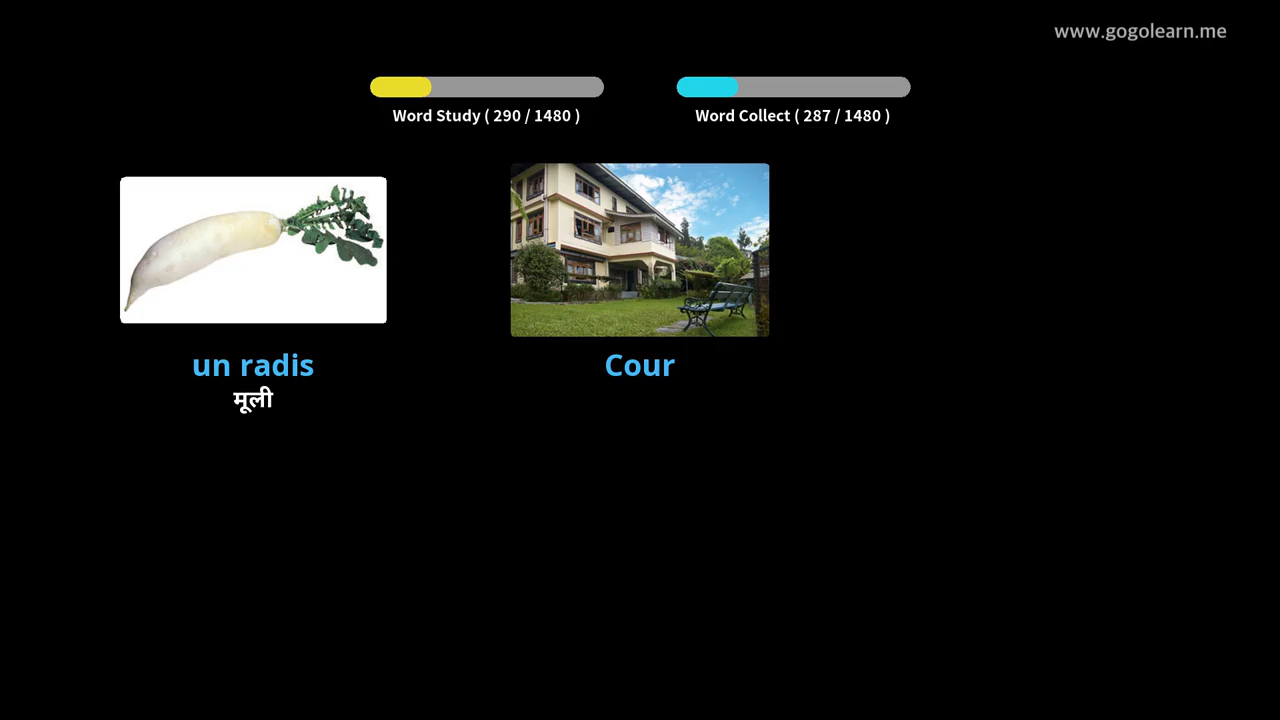 www.gogolearn.me
Word Study ( 290 / 1480 )
Word Collect ( 287 / 1480 )
un radis
मूली
Cour